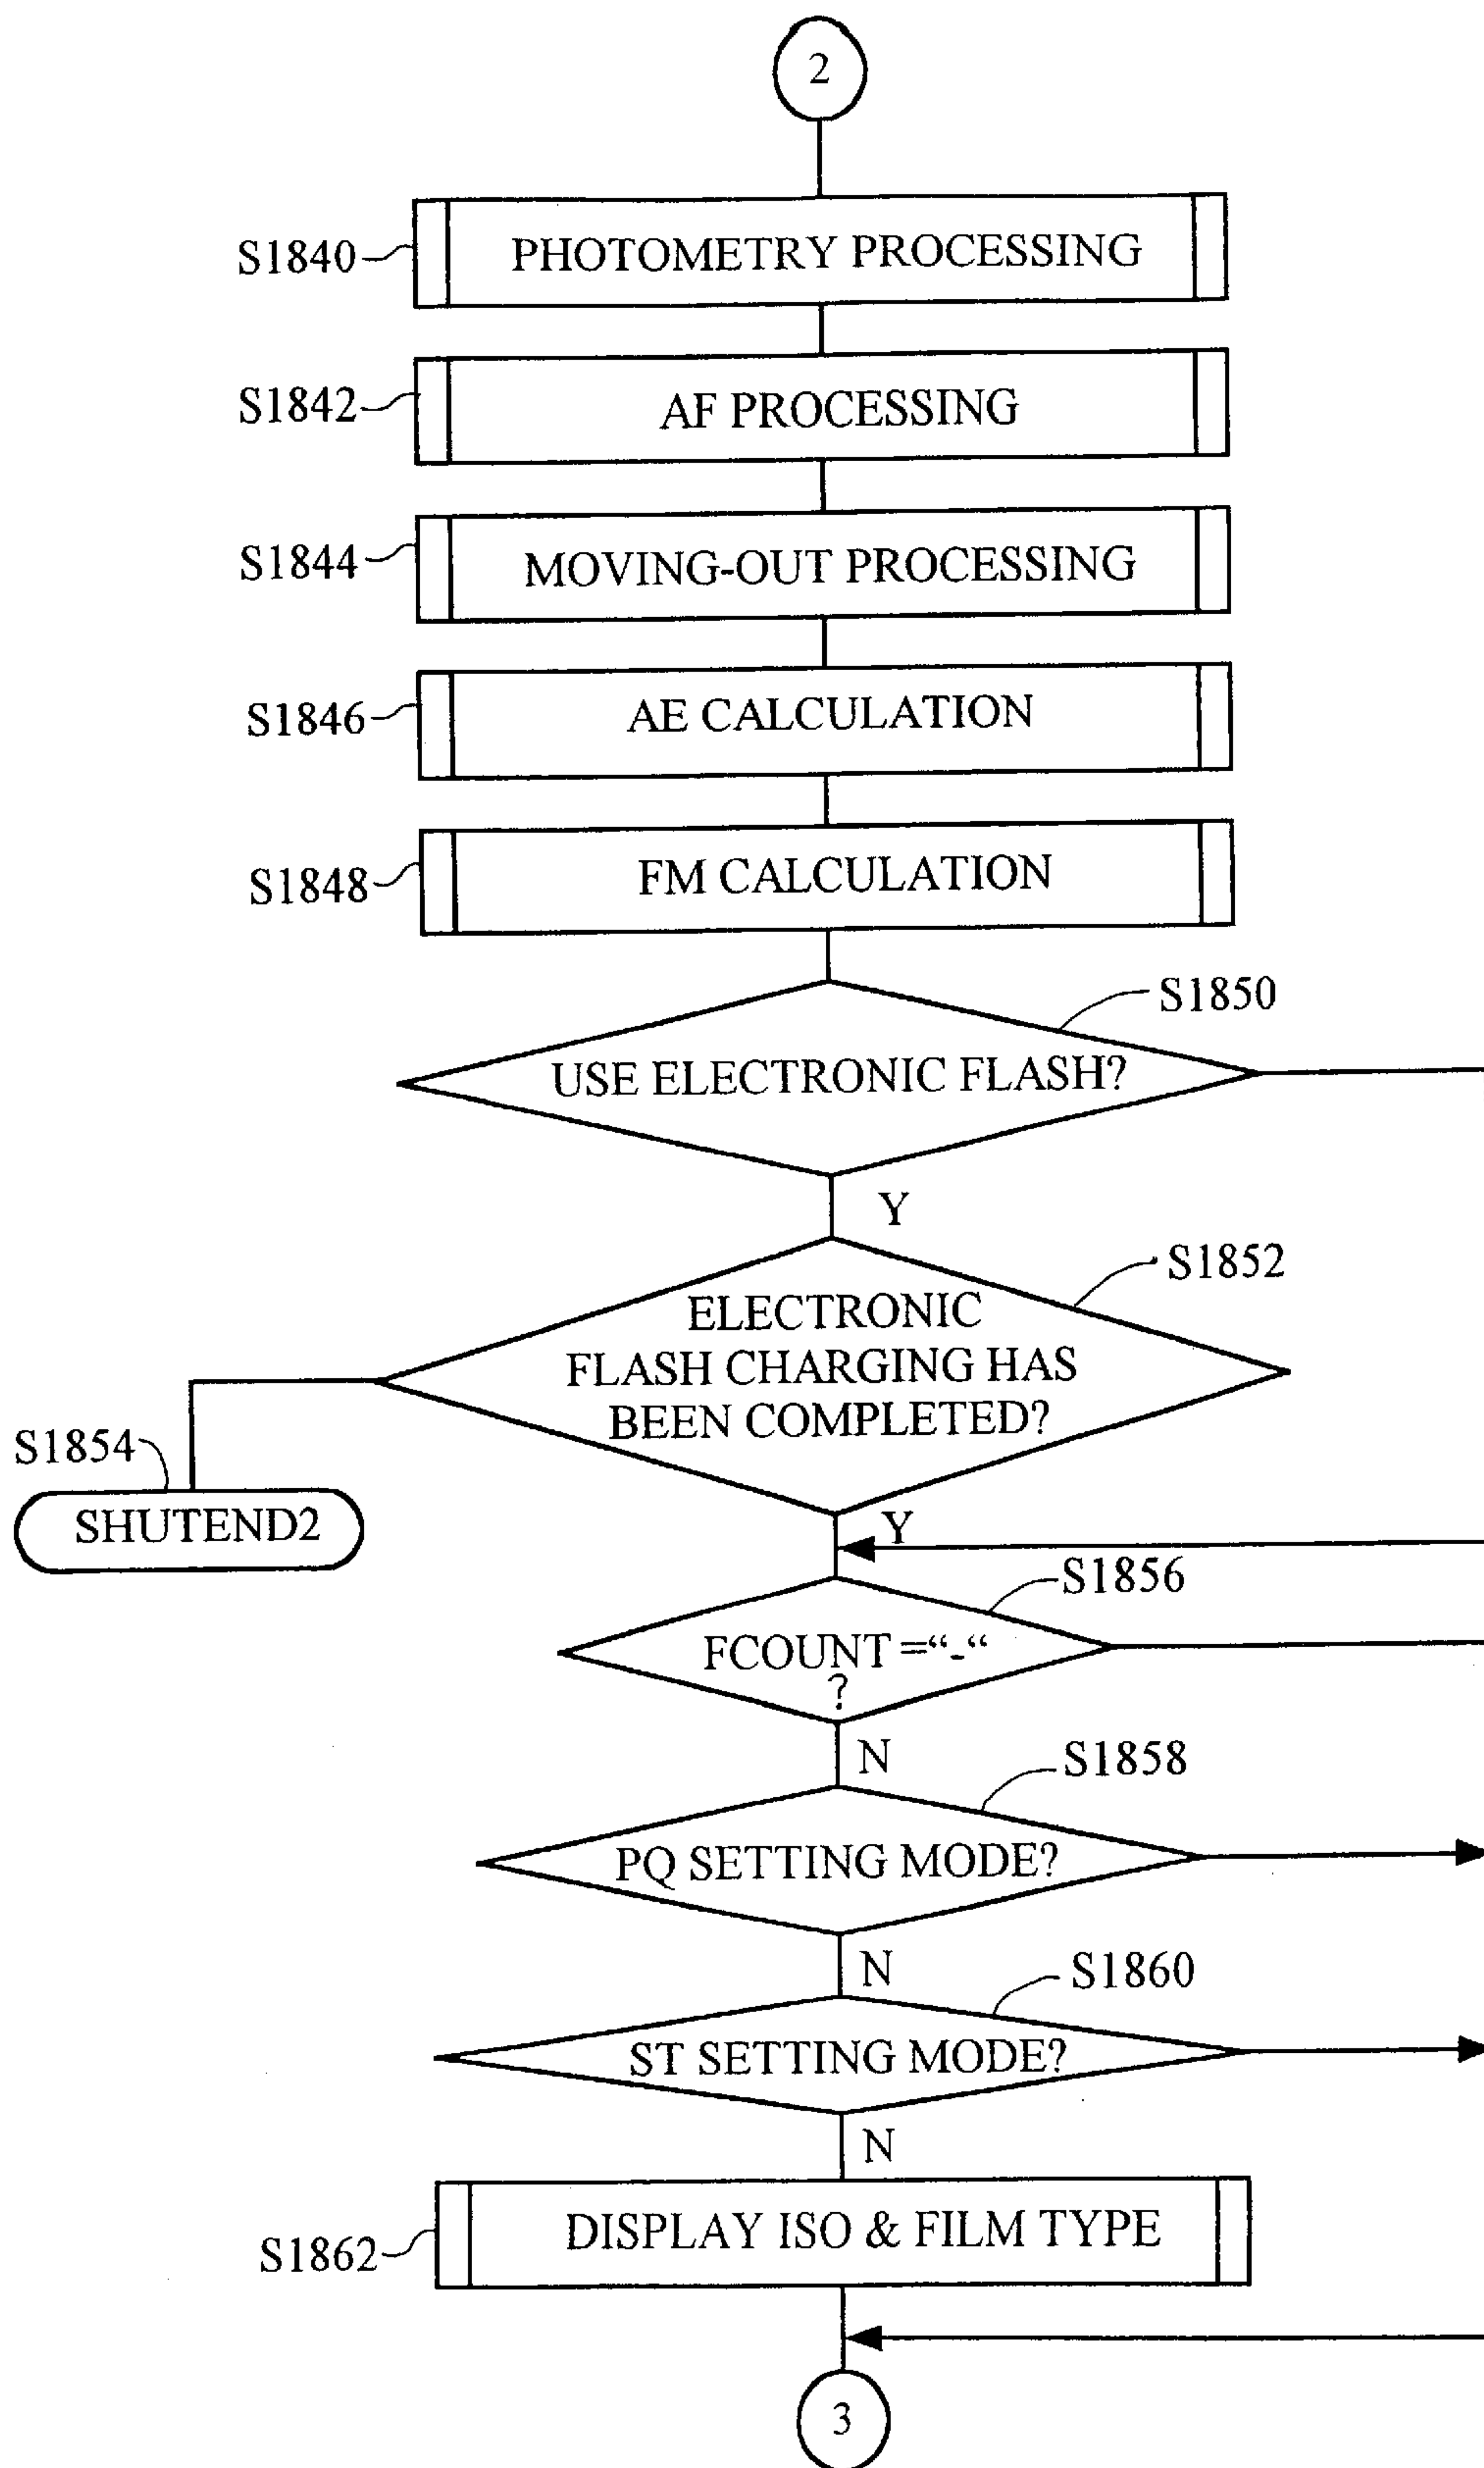 2
S1840
PHOTOMETRY PROCESSING
S1842
AF PROCESSING
S1844
MOVING-OUT PROCESSING
S1846
AE CALCULATION
S1848
FM CALCULATION
S1850
USE ELECTRONIC FLASH?
Y
S1852
ELECTRONIC
FLASH CHARGING HAS
BEEN COMPLETED?
S1854
SHUTEND2
Y
S1856
FCOUNT =“-“
?
N
S1858
PQ SETTING MODE?
N
S1860
ST SETTING MODE?
N
S1862
DISPLAY ISO & FILM TYPE
3